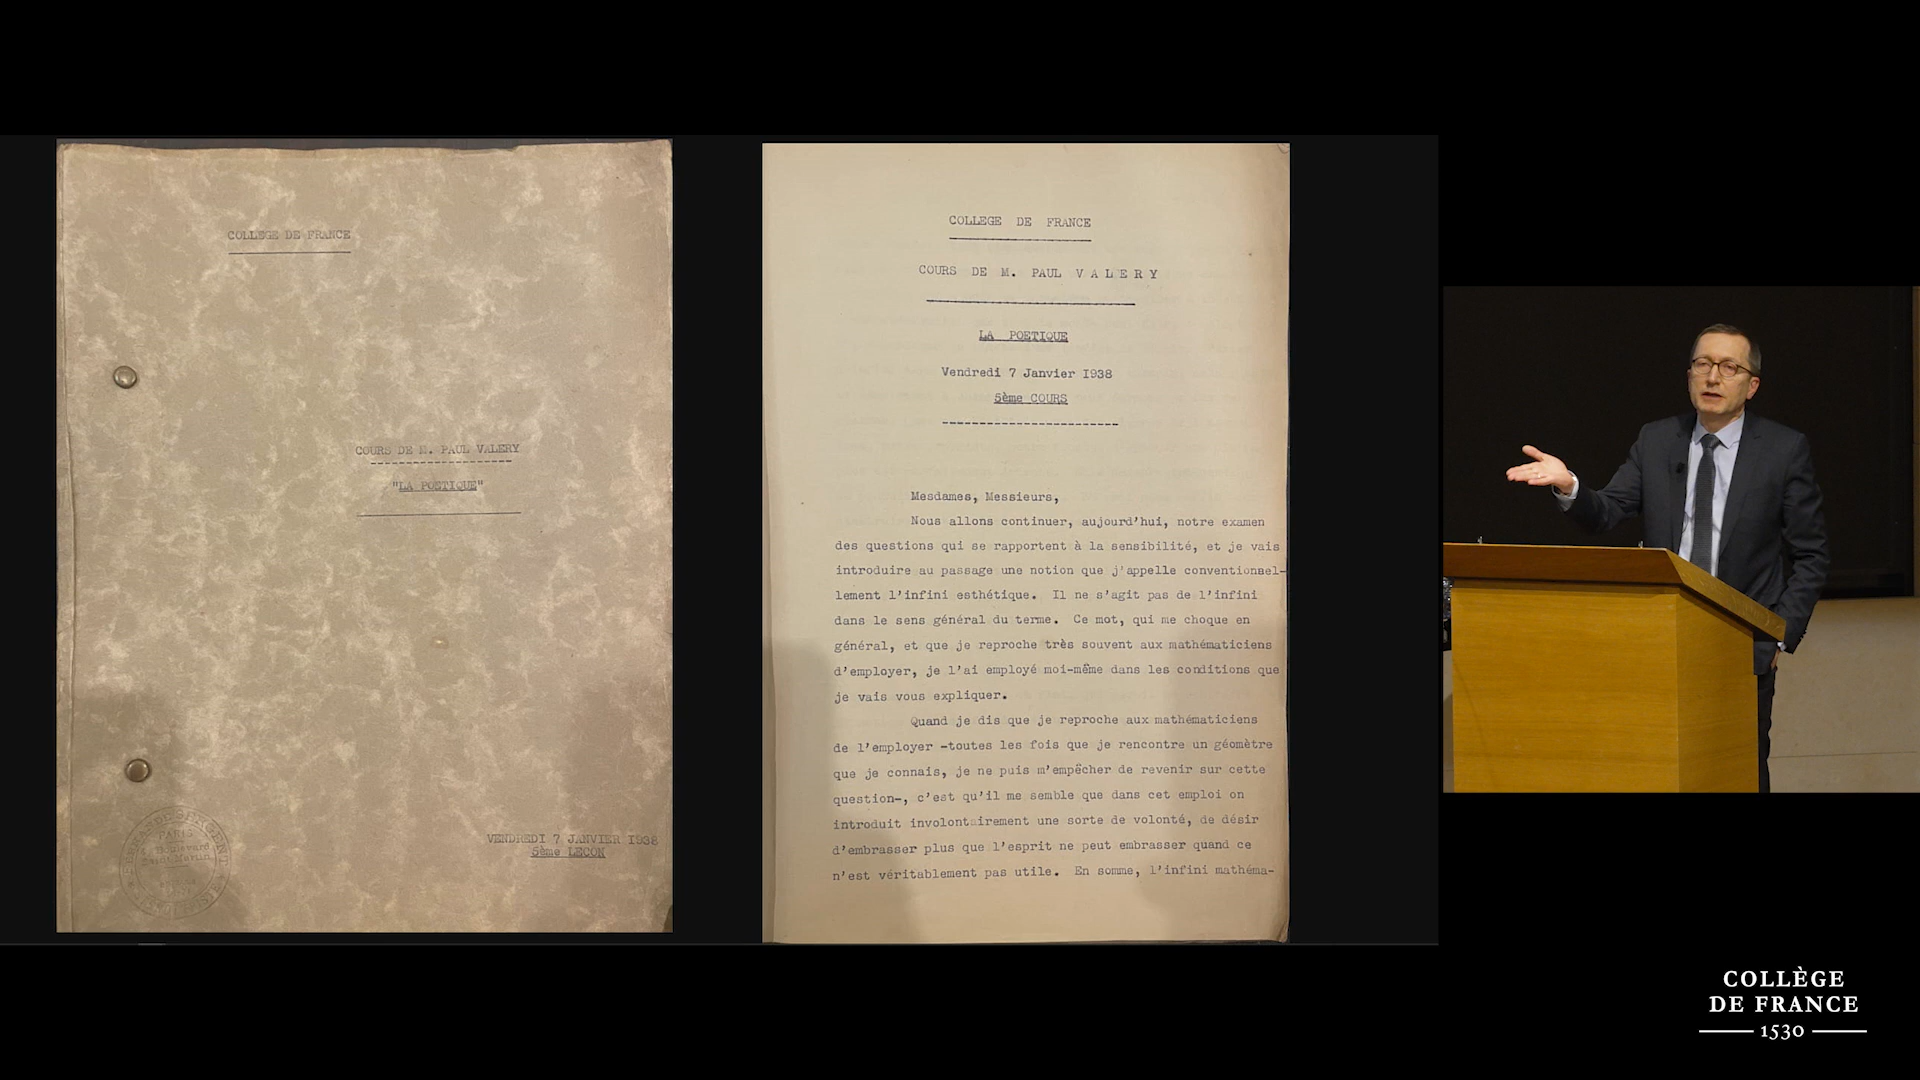 COLLEGE DE FRANCE
COURS DE M. PAUL VALERY
"LA POETIQUE"
PARIS
Boulevard
Saint Martin
VENDREDI 7 JANVIER 1938
5ème LECON
COLLEGE DE FRANCE
COURS DE M. PAUL VALERY
LA POETIQUE
Vendredi 7 Janvier I938
5ème COURS
Mesdames, Messieurs,
Nous allons continuer, aujourd'hui, notre examen
des questions qui se rapportent à la sensibilité, et je vais
introduire au passage une notion que j'appelle conventionnel-
lement l'infini esthétique. Il ne s'agit pas de l'infini
dans le sens général du terme. Ce mot, qui me choque en
général, et que je reproche très souvent aux mathématiciens
d'employer, je l'ai employé moi-même dans les conditions que
je vais vous expliquer.
Quand je dis que je reproche aux mathématiciens
de l'employer -toutes les fois que je rencontre un géomètre
que je connais, je ne puis m'empêcher de revenir sur cette
question-, c'est qu'il me semble que dans cet emploi on
introduit involontairement une sorte de volonté, de désir
d'embrasser plus que l'esprit ne peut embrasser quand ce
n'est véritablement pas utile. En somme, l'infini mathéma-
COLLÈGE
DE FRANCE
1530